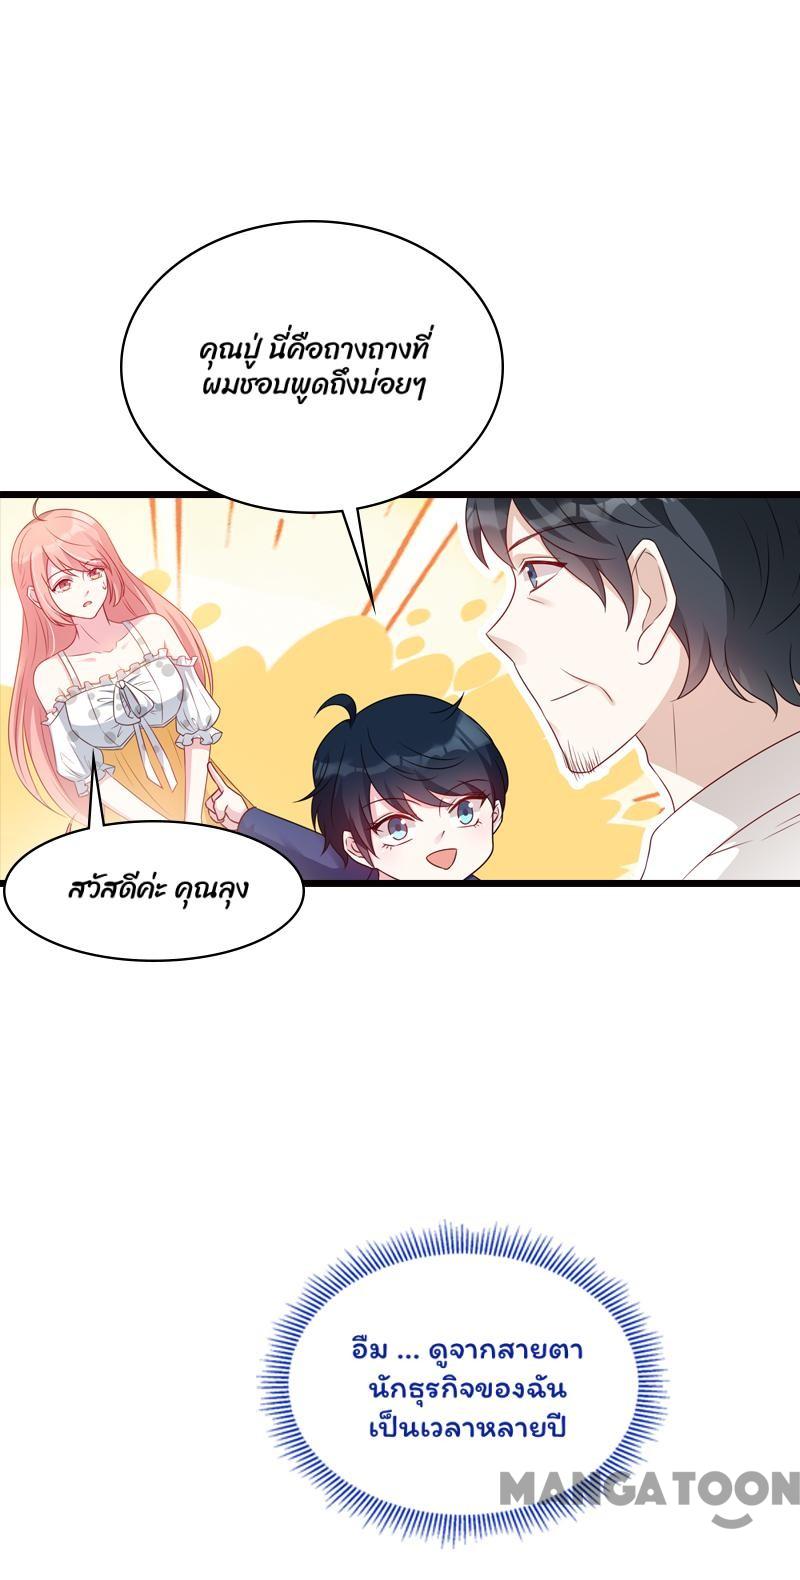 คุณปู่ นี่คือถางถางที่
ผมชอบพูดถึงบ่อยๆ
สวัสดีค่ะ คุณลุง
อืม ... ดูจากสายตา
นักธุรกิจของฉัน
เป็นเวลาหลายปี
MANGATOON